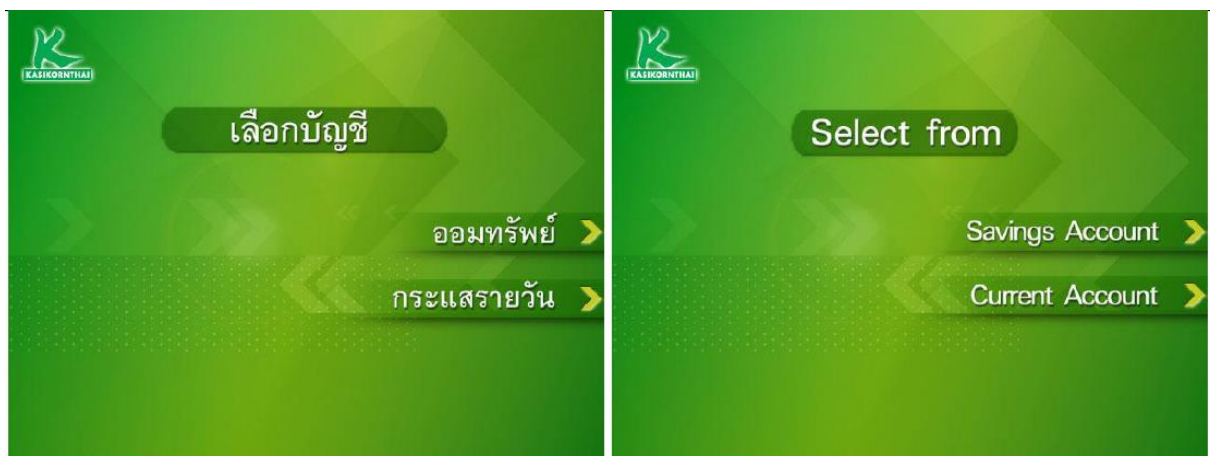 KASIKORNTHAI
เลือกบัญชี
ออมทรัพย์
กระแสรายวัน
KASIKORNTHAI
Select from
Savings Account
Current Account